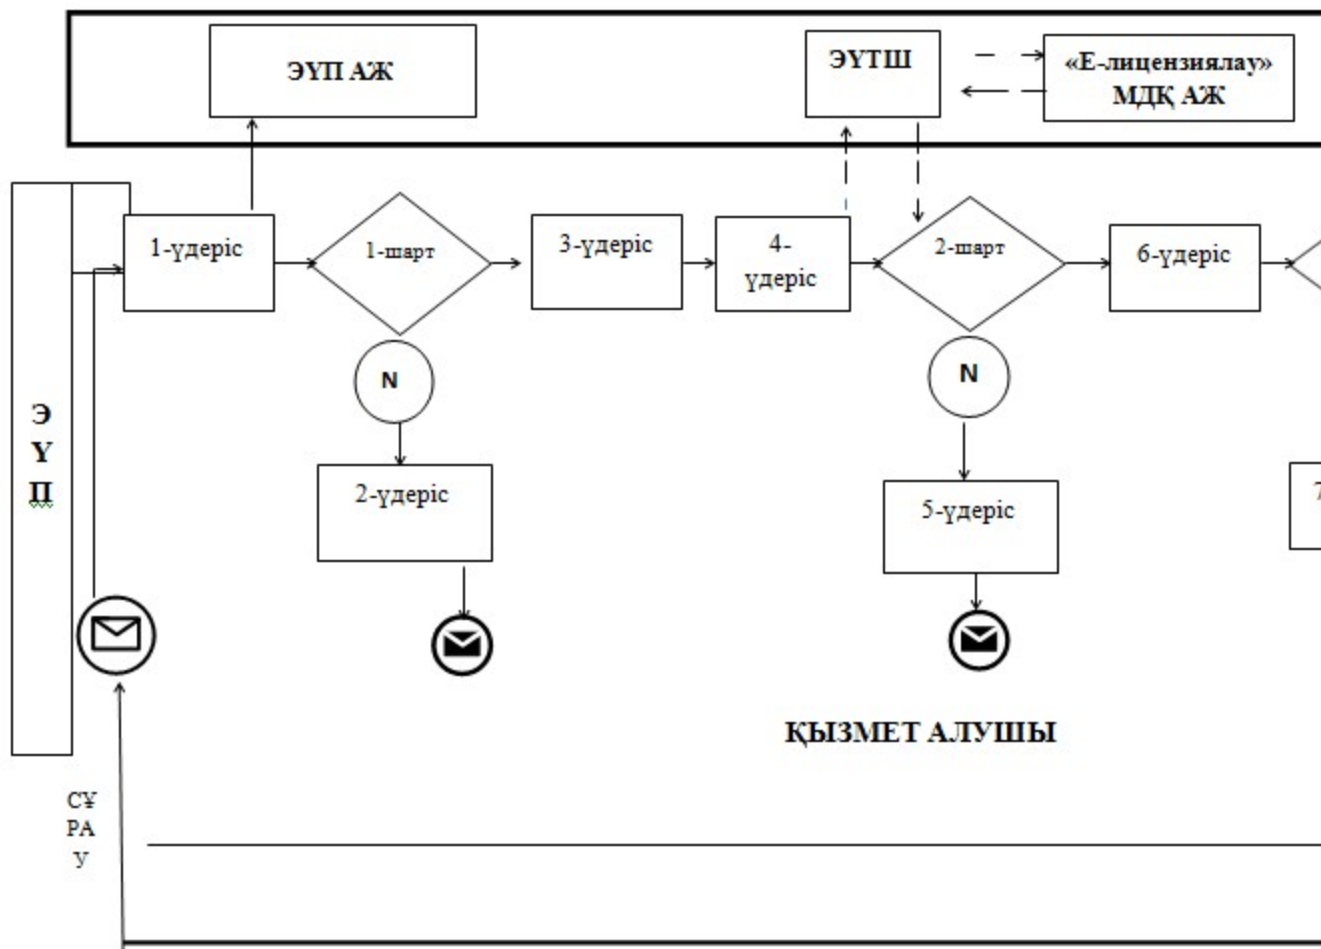 ЭҮП АЖ
ЭҮТШ
«Е-лицензиялау»
МДҚ АЖ
1-үдеріс
1-шарт
3-үдеріс
4-
үдеріс
2-шарт
6-үдеріс
N
N
Э
Ү
П
2-үдеріс
5-үдеріс
7
ҚЫЗМЕТ АЛУШЫ
СҰ
РА
У